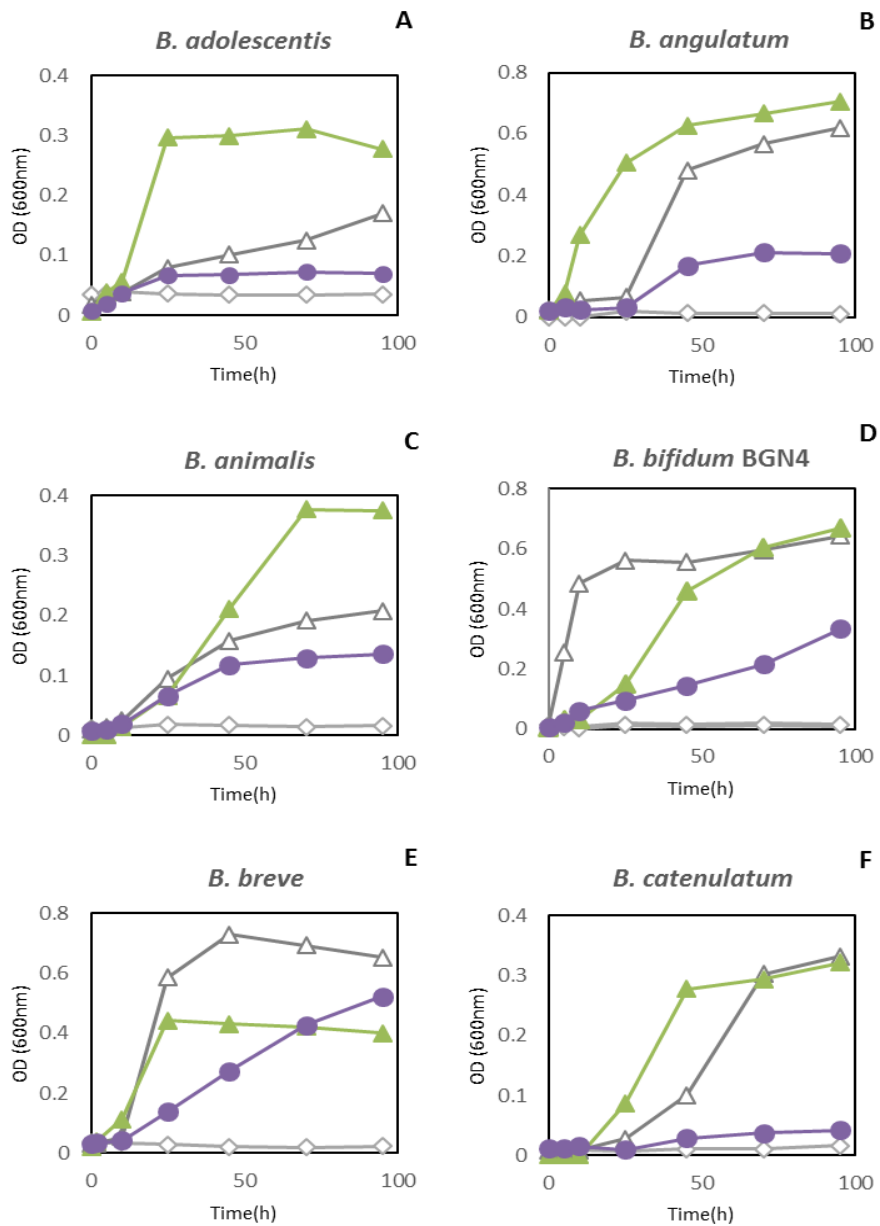 A
B. adolescentis
0.4
0.3
0.2
0.1
0
OD (600nm)
0
50
100
Time(h)
B
B. angulatum
0.8
0.6
0.4
0.2
0
OD (600nm)
0
50
100
Time(h)
C
B. animalis
0.4
0.3
0.2
0.1
0
OD (600nm)
0
50
100
Time(h)
D
B. bifidum BGN4
0.8
0.6
0.4
0.2
0
OD (600nm)
0
50
100
Time(h)
E
B. breve
0.8
0.6
0.4
0.2
0
OD (600nm)
0
50
100
Time(h)
F
B. catenulatum
0.4
0.3
0.2
0.1
0
OD (600nm)
0
50
100
Time(h)